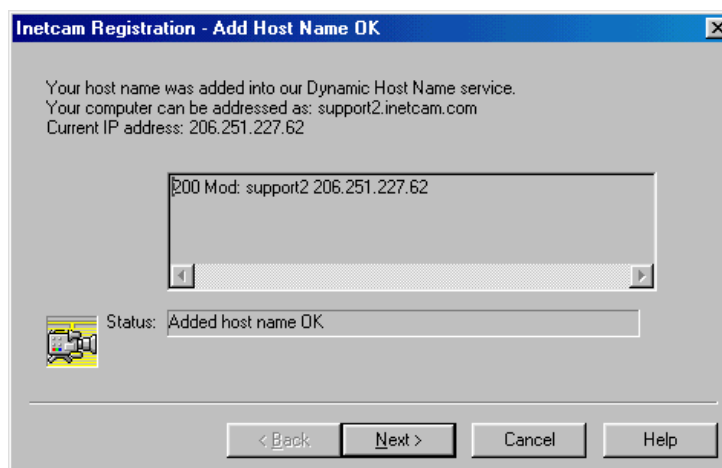 Inetcam Registration - Add Host Name OK
Your host name was added into our Dynamic Host Name service.
Your computer can be addressed as: support2.inetcam.com
Current IP address: 206.251.227.62
200 Mod: support2 206.251.227.62
Status: Added host name OK
< Back Next > Cancel Help